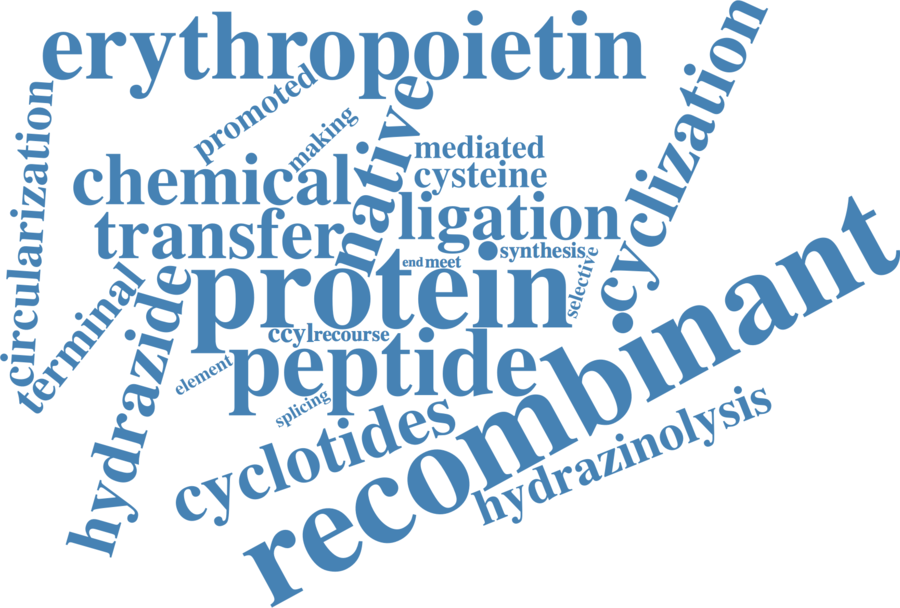 erythropoietin
cyclization
promoted
circularization
making
native
mediated
chemical
cysteine
ligation
transfer
synthesis
end
meet
selective
protein
terminal
hydrazide
recombinant
ccyl
recourse
peptide
element
splicing
cyclotides
hydrazinolysis